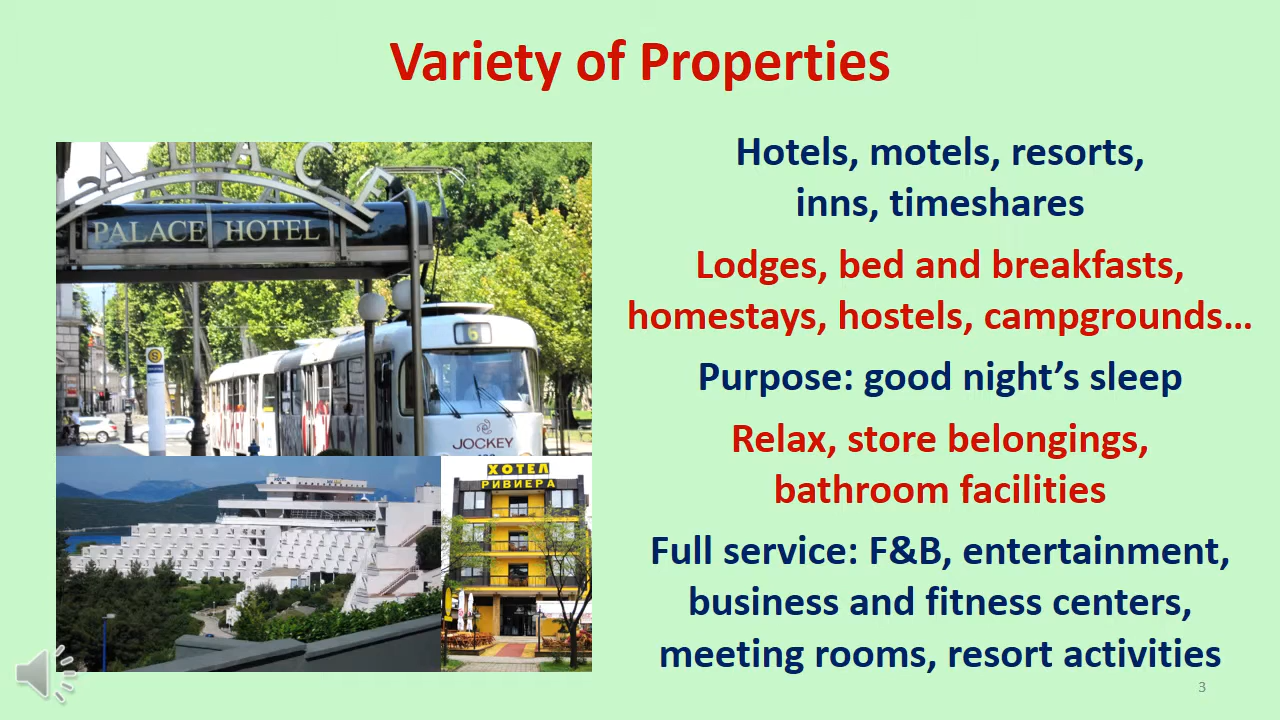 Variety of Properties
PALACE
PALACE HOTEL
6
S
JOCKEY
ХОТЕЛ
РИВИЕРА
Hotels, motels, resorts,
inns, timeshares
Lodges, bed and breakfasts,
homestays, hostels, campgrounds…
Purpose: good night’s sleep
Relax, store belongings,
bathroom facilities
Full service: F&B, entertainment,
business and fitness centers,
meeting rooms, resort activities
3